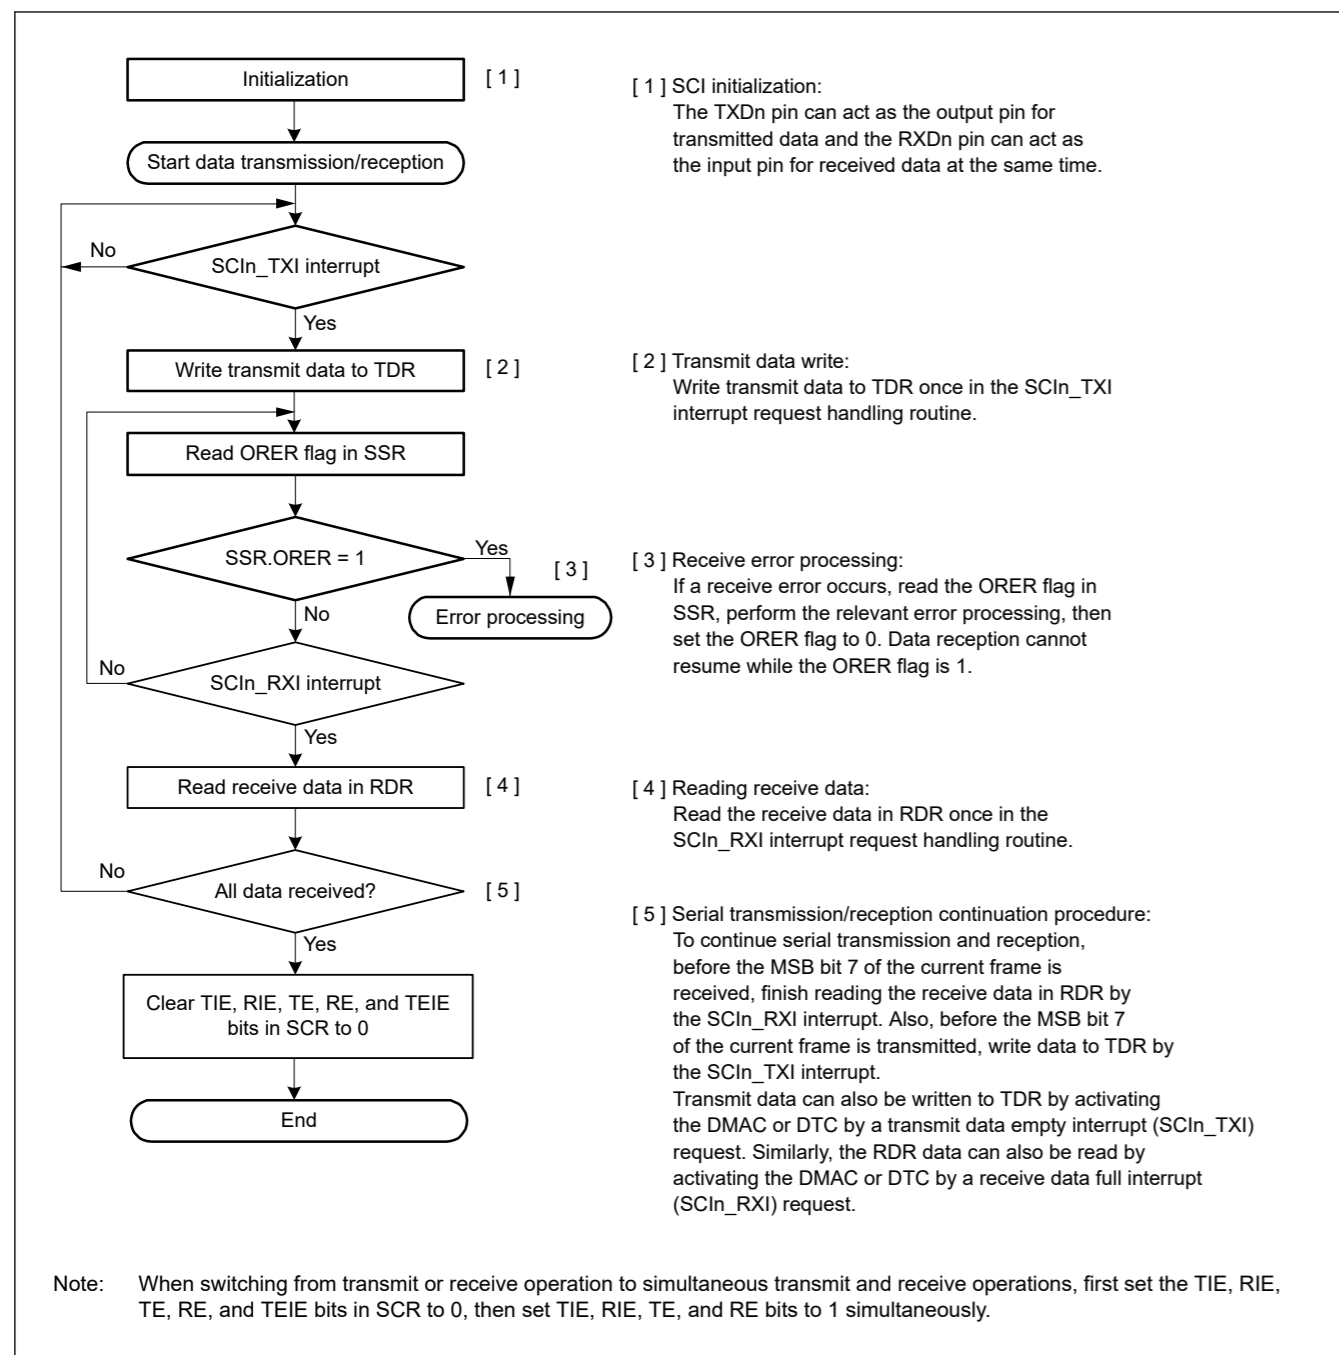 Initialization
[ 1 ]
[ 1 ] SCI initialization:
The TXDn pin can act as the output pin for
transmitted data and the RXDn pin can act as
the input pin for received data at the same time.
Start data transmission/reception
No
SCIn_TXI interrupt
Yes
Write transmit data to TDR
[ 2 ]
[ 2 ] Transmit data write:
Write transmit data to TDR once in the SCIn_TXI
interrupt request handling routine.
Read ORER flag in SSR
SSR.ORER = 1
Yes
[ 3 ]
Error processing
No
[ 3 ] Receive error processing:
If a receive error occurs, read the ORER flag in
SSR, perform the relevant error processing, then
set the ORER flag to 0. Data reception cannot
resume while the ORER flag is 1.
No
SCIn_RXI interrupt
Yes
Read receive data in RDR
[ 4 ]
[ 4 ] Reading receive data:
Read the receive data in RDR once in the
SCIn_RXI interrupt request handling routine.
No
All data received?
[ 5 ]
Yes
[ 5 ] Serial transmission/reception continuation procedure:
To continue serial transmission and reception,
before the MSB bit 7 of the current frame is
received, finish reading the receive data in RDR by
the SCIn_RXI interrupt. Also, before the MSB bit 7
of the current frame is transmitted, write data to TDR by
the SCIn_TXI interrupt.
Transmit data can also be written to TDR by activating
the DMAC or DTC by a transmit data empty interrupt (SCIn_TXI)
request. Similarly, the RDR data can also be read by
activating the DMAC or DTC by a receive data full interrupt
(SCIn_RXI) request.
Clear TIE, RIE, TE, RE, and TEIE
bits in SCR to 0
End
Note: When switching from transmit or receive operation to simultaneous transmit and receive operations, first set the TIE, RIE,
TE, RE, and TEIE bits in SCR to 0, then set TIE, RIE, TE, and RE bits to 1 simultaneously.